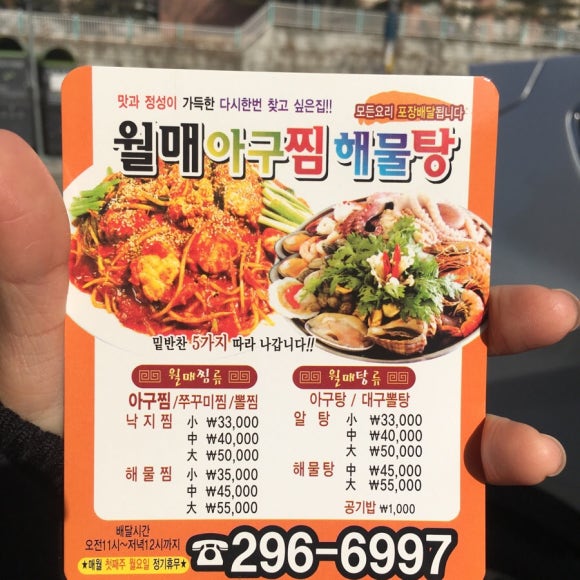 맛과 정성이 가득한 다시한번 찾고 싶은집!!
모든요리 포장배달됩니다
월매아구찜해물탕
밑반찬 5가지 따라 나갑니다!!
월매찜류
아구찜/쭈꾸미찜/뽈찜
낙지찜 小 ₩33,000
中 ₩40,000
大 ₩50,000
해물찜 小 ₩35,000
中 ₩45,000
大 ₩55,000
월매탕류
아구탕 / 대구뽈탕
알탕 小 ₩33,000
中 ₩40,000
大 ₩50,000
해물탕 中 ₩45,000
大 ₩55,000
공기밥 ₩1,000
배달시간
오전11시~저녁12시까지
★매월 첫째주 월요일 정기휴무★
☎296-6997